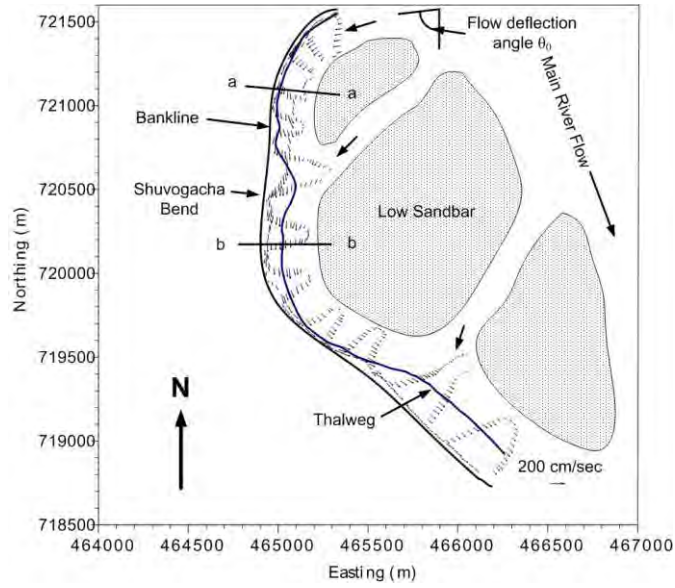 721500
721000
720500
720000
719500
719000
718500
Northing (m)
464000 464500 465000 465500 466000 466500 467000
Easting (m)
Flow deflection
angle θ0
Main River Flow
a
a
Bankline
Shuvogacha
Bend
b
b
Low Sandbar
N
Thalweg
200 cm/sec